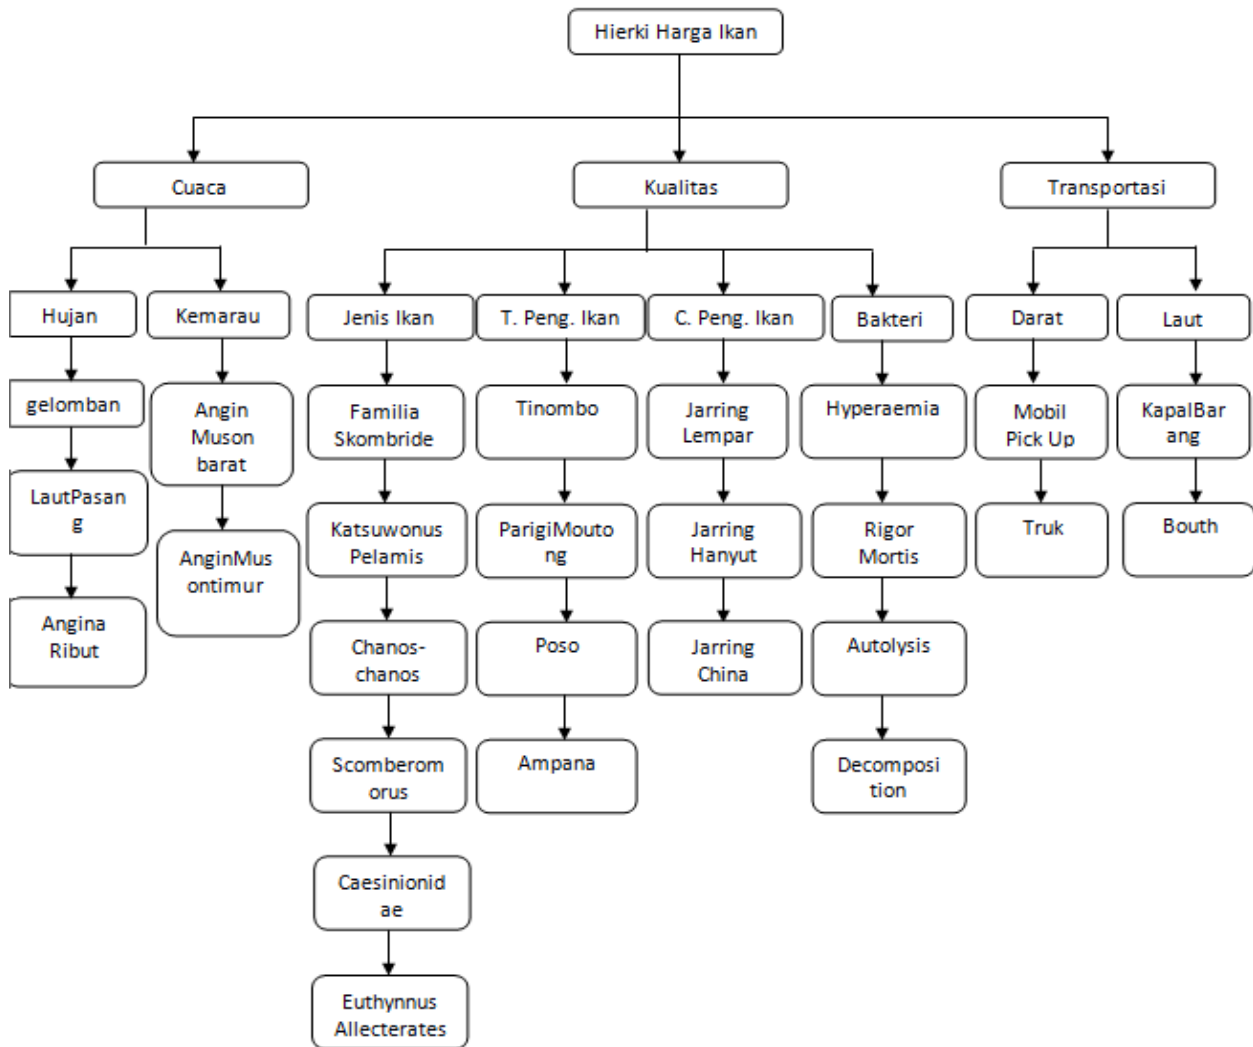 Hierki Harga Ikan
Cuaca
Kualitas
Transportasi
Hujan
Kemarau
Jenis Ikan
T. Peng. Ikan
C. Peng. Ikan
Bakteri
Darat
Laut
gelomban
Angin
Muson
barat
Familia
Skombride
Tinombo
Jarring
Lempar
Hyperaemia
Mobil
Pick Up
KapalBar
ang
LautPasan
g
AnginMus
ontimur
Katsuwonus
Pelamis
ParigiMouto
ng
Jarring
Hanyut
Rigor
Mortis
Truk
Bouth
Angina
Ribut
Chanos-
chanos
Poso
Jarring
China
Autolysis
Scomberom
orus
Ampana
Decomposi
tion
Caesinionid
ae
Euthynnus
Allecterates